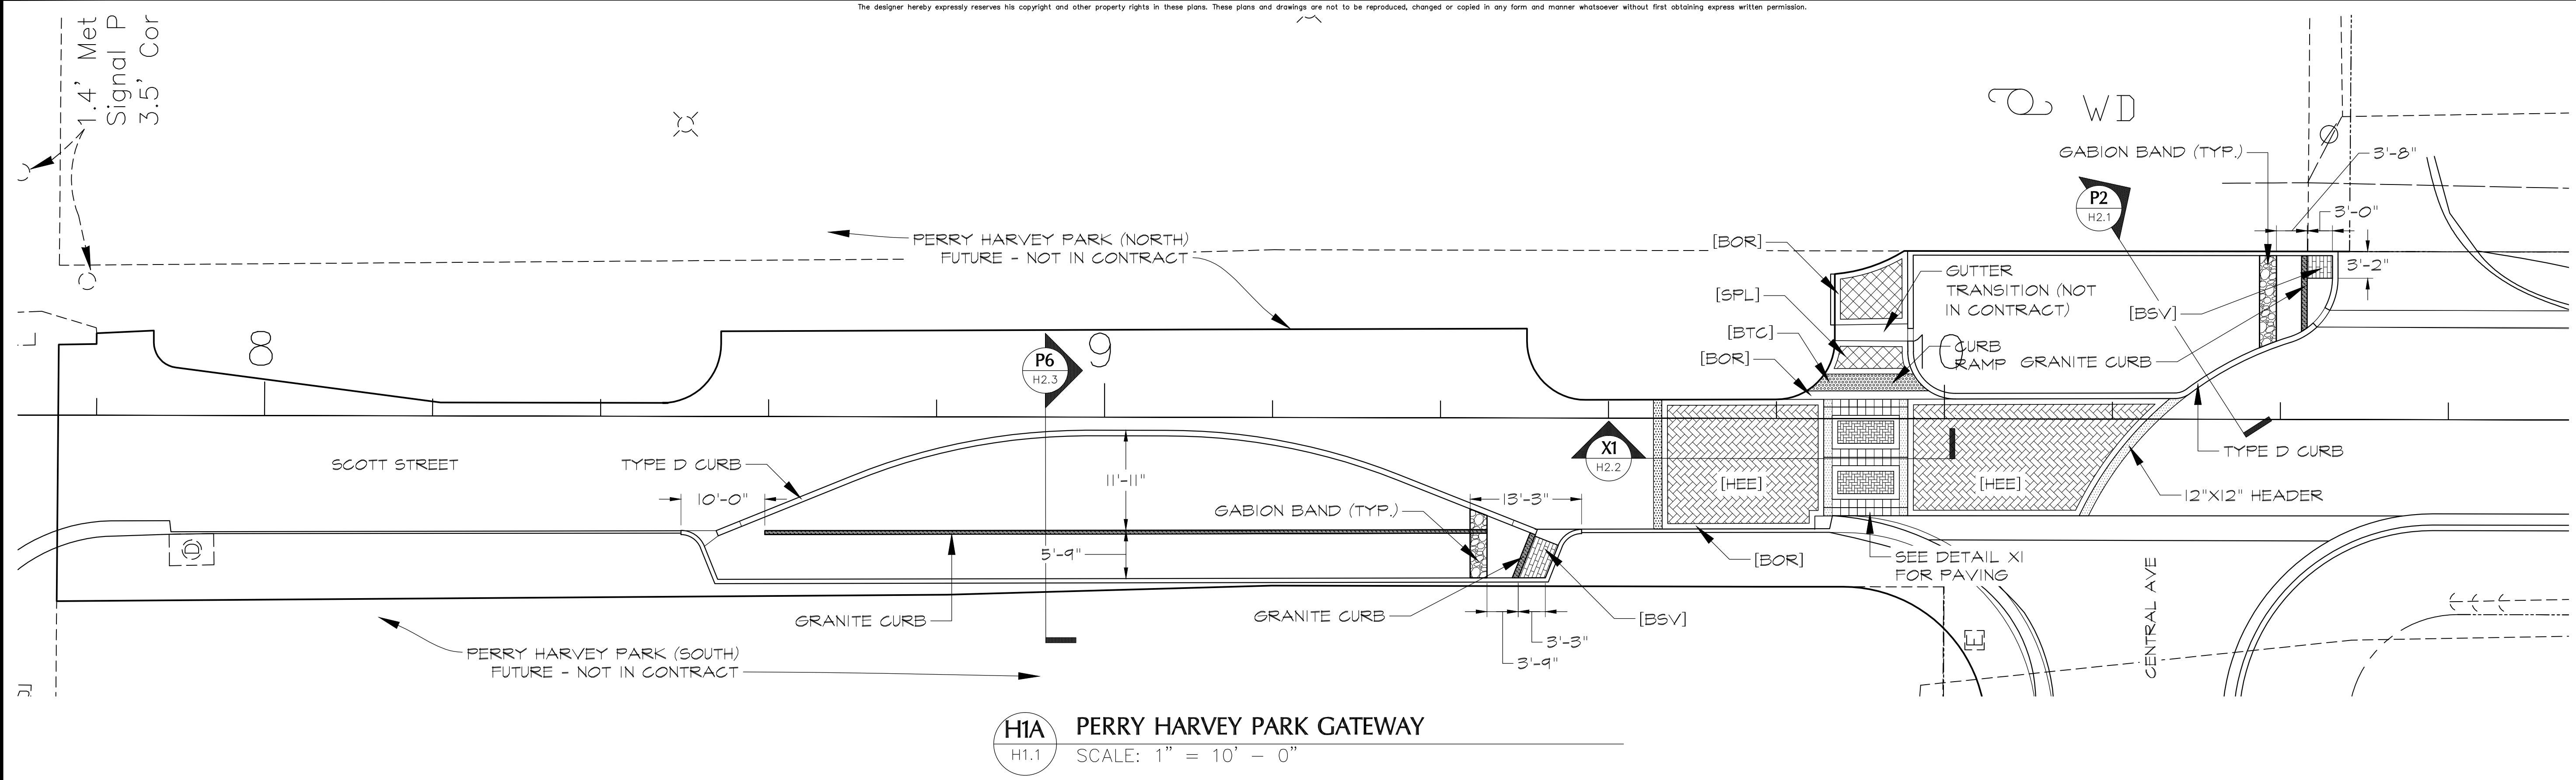 The designer hereby expressly reserves his copyright and other property rights in these plans. These plans and drawings are not to be reproduced, changed or copied in any form and manner whatsoever without first obtaining express written permission.
1.4' Met
Signal P
3.5' Cor
WD
GABION BAND (TYP.)
3'-8"
P2
H2.1
3'-0"
3'-2"
PERRY HARVEY PARK (NORTH)
FUTURE - NOT IN CONTRACT
[BOR]
GUTTER
TRANSITION (NOT
IN CONTRACT)
[SPL]
[BSV]
[BTC]
[BOR]
CURB
RAMP
GRANITE CURB
8
9
0
P6
H2.3
SCOTT STREET
TYPE D CURB
11'-11"
10'-0"
13'-3"
GABION BAND (TYP.)
X1
H2.2
[HEE]
[HEE]
TYPE D CURB
12"X12" HEADER
D
5'-9"
[BOR]
SEE DETAIL X1
FOR PAVING
GRANITE CURB
GRANITE CURB
[BSV]
3'-3"
3'-9"
CENTRAL AVE
E
PERRY HARVEY PARK (SOUTH)
FUTURE - NOT IN CONTRACT
H1A
H1.1
PERRY HARVEY PARK GATEWAY
SCALE: 1" = 10' - 0"